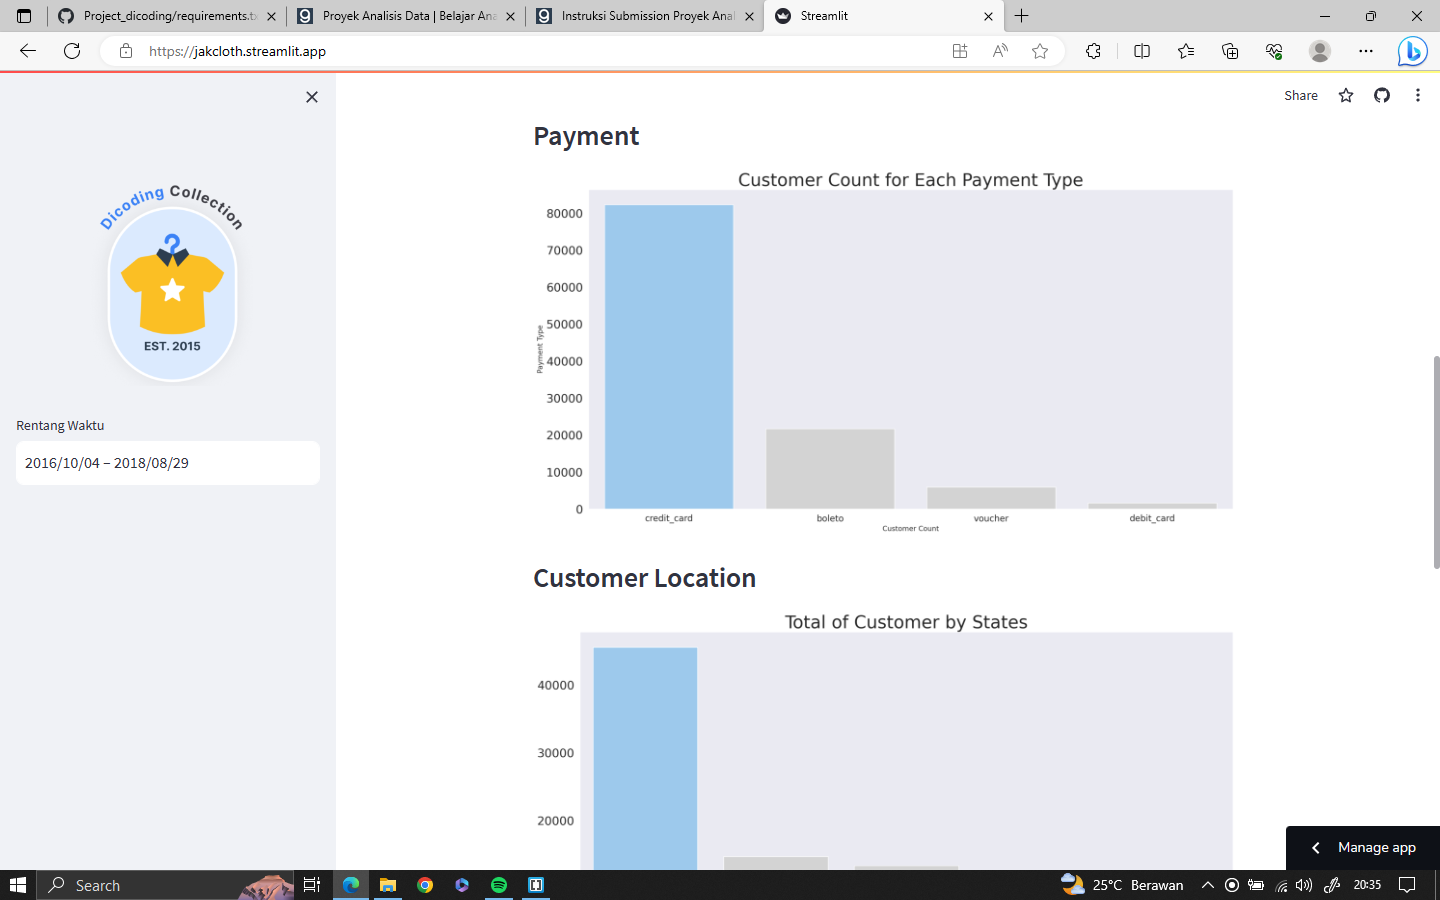 Project_dicoding/requirements.tx
Proyek Analisis Data | Belajar Ana
Instruksi Submission Proyek Anal
Streamlit
https://jakcloth.streamlit.app
Share
Dicoding Collection
EST. 2015
Rentang Waktu
2016/10/04 – 2018/08/29
Payment
Customer Count for Each Payment Type
80000
70000
60000
50000
40000
30000
20000
10000
0
Payment Type
credit_card
boleto
voucher
debit_card
Customer Count
Customer Location
Total of Customer by States
40000
30000
20000
Manage app
Search
25°C Berawan
20:35